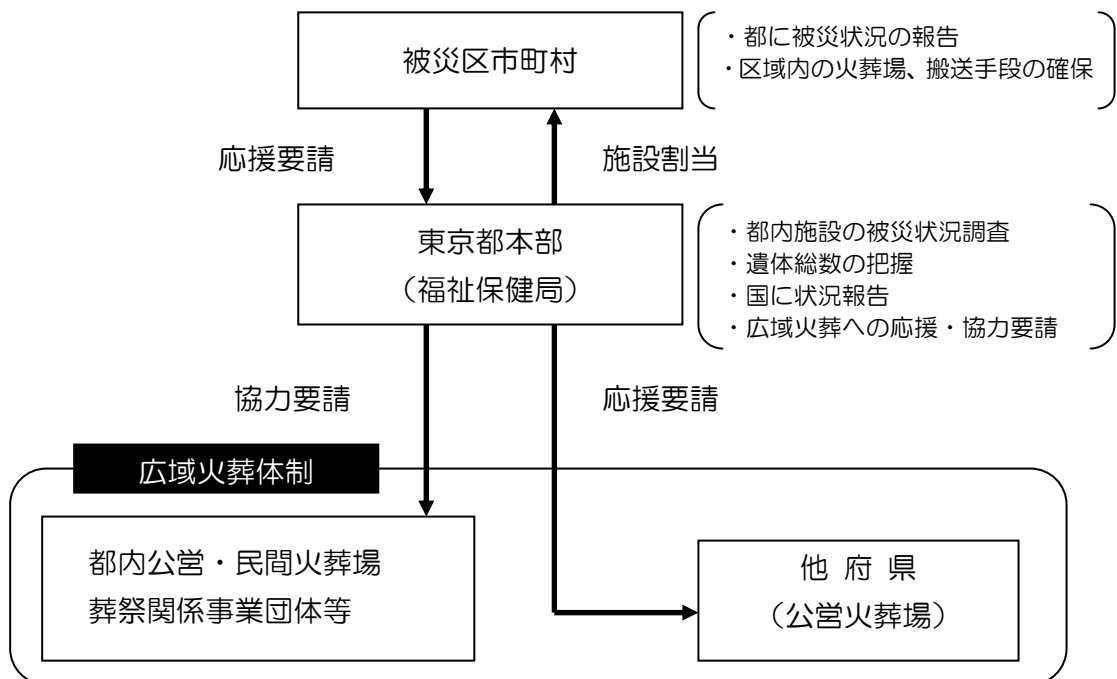 被災区市町村
・都に被災状況の報告
・区域内の火葬場、搬送手段の確保
応援要請
施設割当
東京都本部
（福祉保健局）
・都内施設の被災状況調査
・遺体総数の把握
・国に状況報告
・広域火葬への応援・協力要請
協力要請
応援要請
広域火葬体制
都内公営・民間火葬場
葬祭関係事業団体等
他 府 県
（公営火葬場）